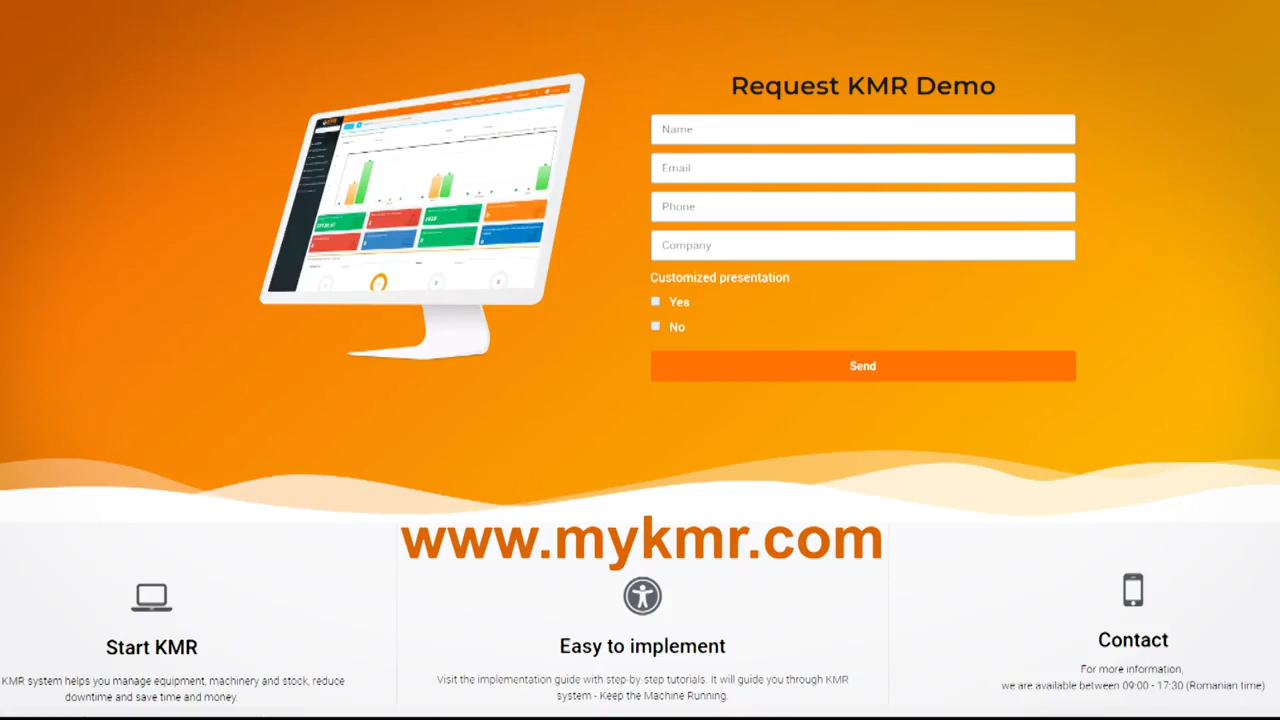 Request KMR Demo
Name
Email
Phone
Company
Customized presentation
Yes
No
Send
www.mykmr.com
Start KMR
KMR system helps you manage equipment, machinery and stock, reduce
downtime and save time and money.
Easy to implement
Visit the implementation guide with step-by-step tutorials. It will guide you through KMR
system - Keep the Machine Running.
Contact
For more information,
we are available between 09:00 - 17:30 (Romanian time)